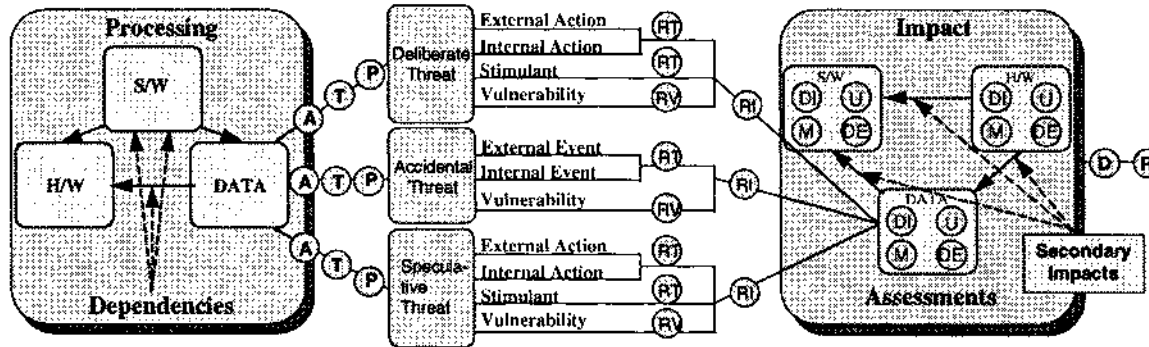 Processing
S/W
H/W
DATA
Dependencies
A T P
A T P
A T P
Deliberate
Threat
External Action
Internal Action
Stimulant
Vulnerability
RT
RT
RV
RI
Accidental
Threat
External Event
Internal Event
Vulnerability
RT
RV
RI
Specula-
tive
Threat
External Action
Internal Action
Stimulant
Vulnerability
RT
RT
RV
RI
Impact
S/W
DI U
M DE
H/W
DI U
M DE
DATA
DI U
M DE
Assessments
Secondary
Impacts
D